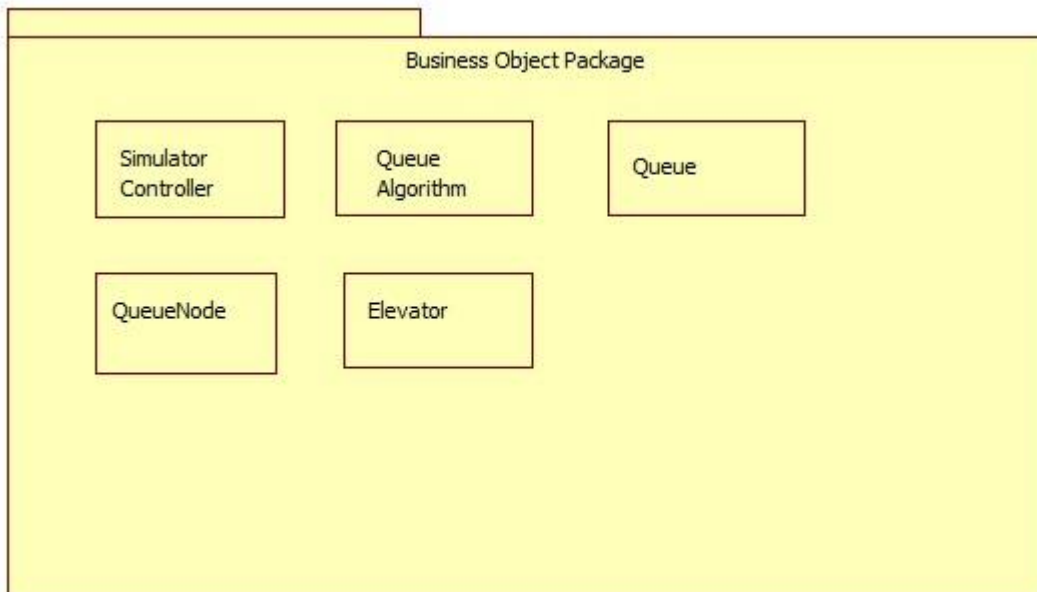 Business Object Package
Simulator
Controller
Queue
Algorithm
Queue
QueueNode
Elevator